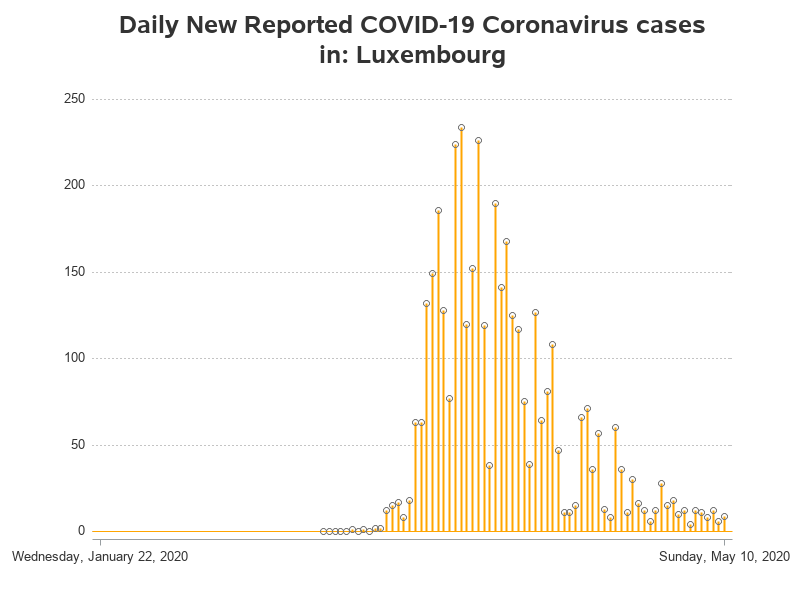 Daily New Reported COVID-19 Coronavirus cases
in: Luxembourg
250
200
150
100
50
0
Wednesday, January 22, 2020
Sunday, May 10, 2020